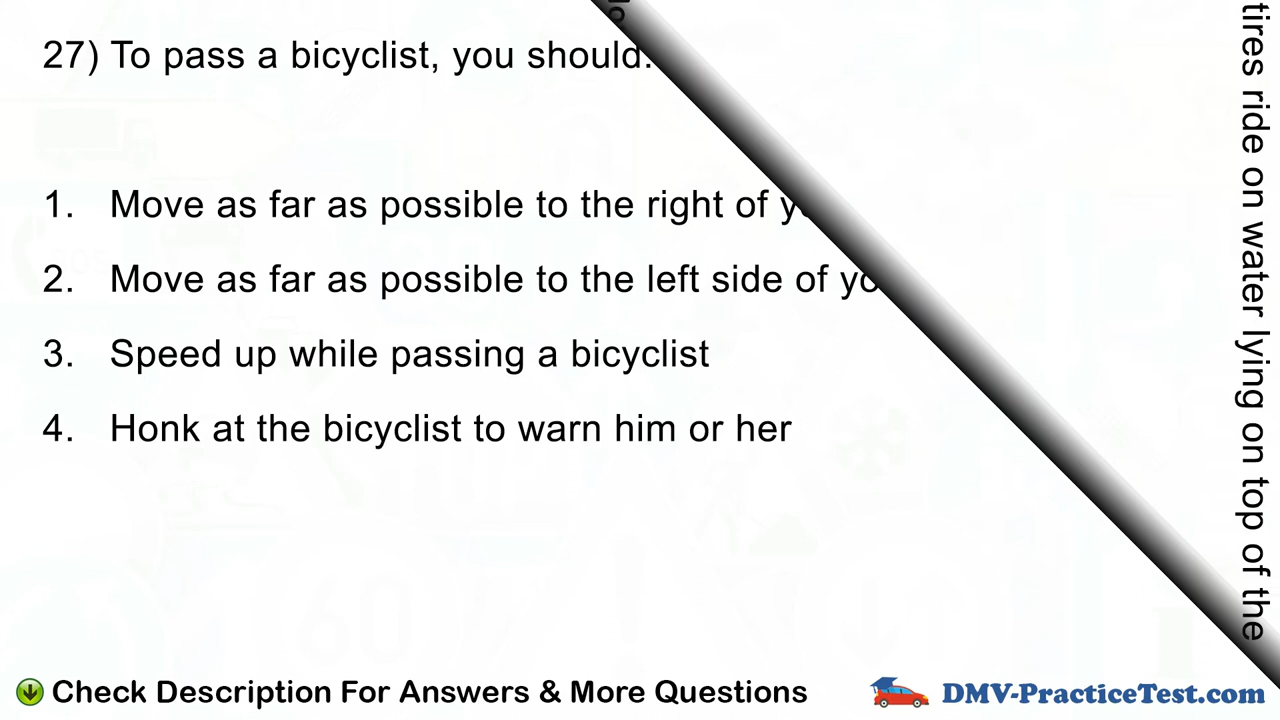 27) To pass a bicyclist, you should:
1. Move as far as possible to the right of
2. Move as far as possible to the left side of
3. Speed up while passing a bicyclist
4. Honk at the bicyclist to warn him or her
tires ride on water lying on top of the
Check Description For Answers & More Questions
DMV-PracticeTest.com